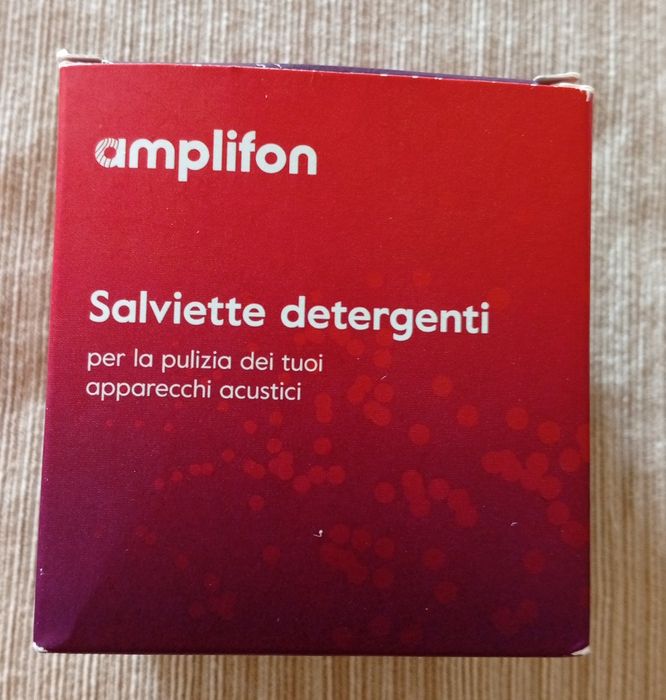 amplifon
Salviette detergenti
per la pulizia dei tuoi
apparecchi acustici